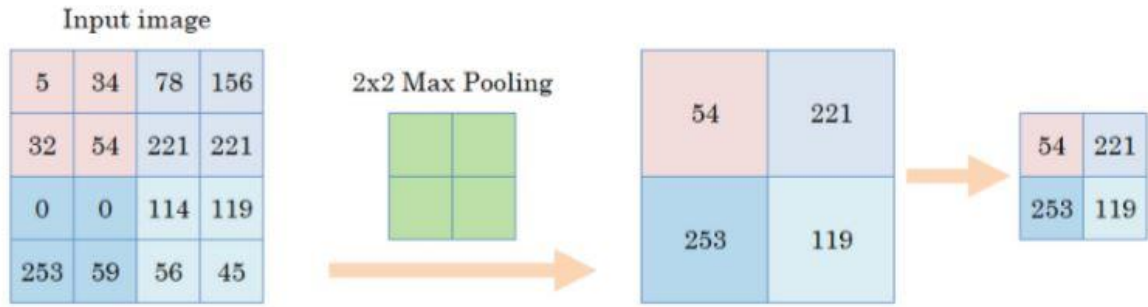 Input image
5 34 78 156
32 54 221 221
0 0 114 119
253 59 56 45
2x2 Max Pooling
54 221
253 119
54 221
253 119